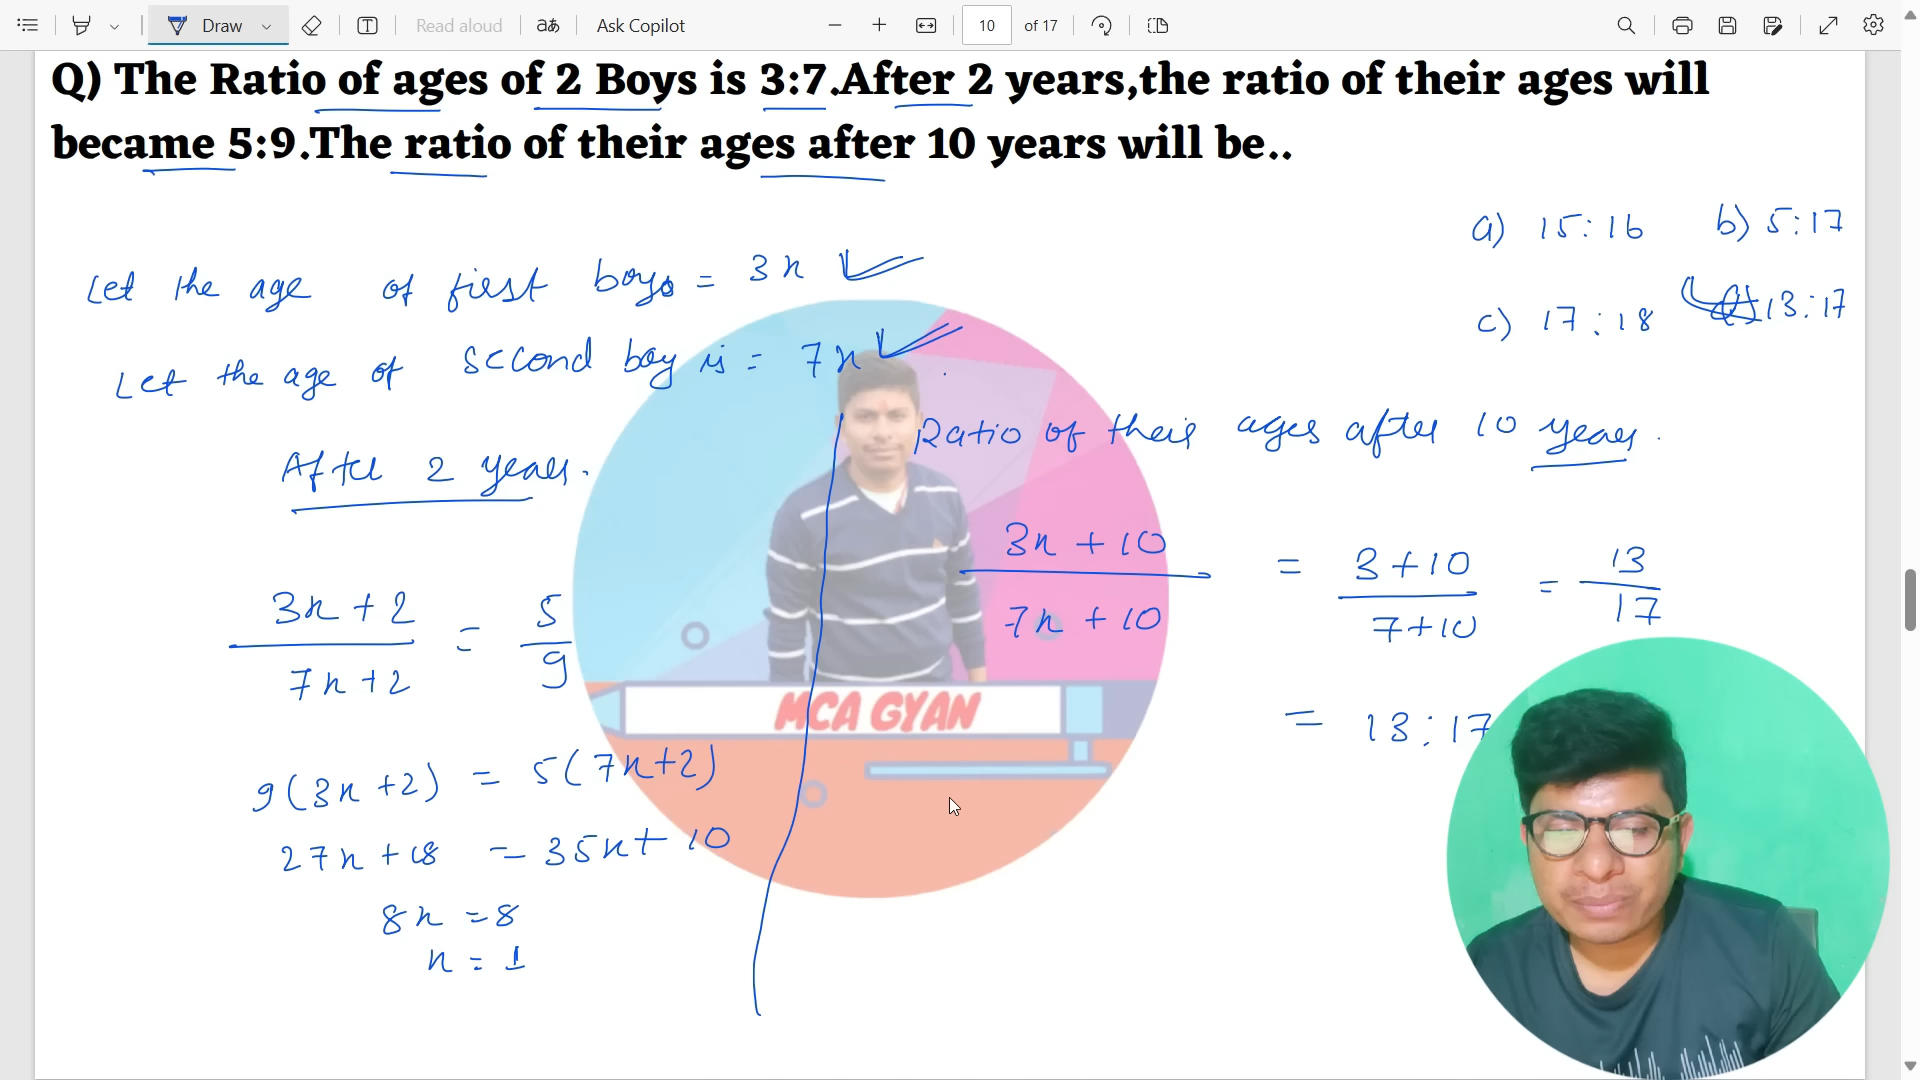 Draw
Read aloud
aあ
Ask Copilot
10
of 17
Q) The Ratio of ages of 2 Boys is 3:7.After 2 years,the ratio of their ages will
became 5:9.The ratio of their ages after 10 years will be..
a) 15:16 b) 5:17
c) 17:18 d) 13:17
Let the age of first boy = 3x
Let the age of second boy is = 7x
After 2 years.
3x+2 / 7x+2 = 5/9
9(3x+2) = 5(7x+2)
27x+18 = 35x+10
8x = 8
x = 1
Ratio of their ages after 10 years.
3x+10 / 7x+10 = 3+10 / 7+10 = 13/17
= 13:17
MCA GYAN